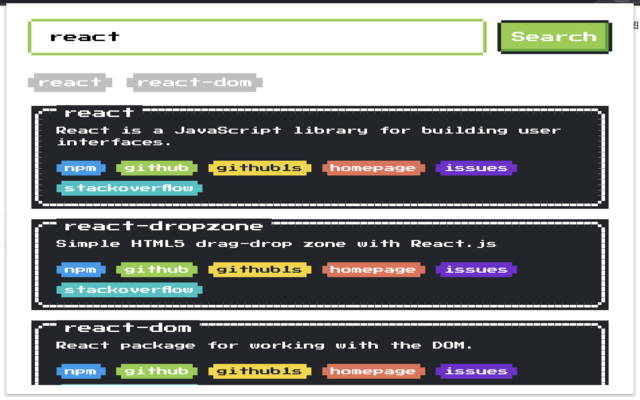 react
Search
react react-dom
react
React is a JavaScript library for building user
interfaces.
npm github github1s homepage issues
stackoverflow
react-dropzone
Simple HTML5 drag-drop zone with React.js
npm github github1s homepage issues
stackoverflow
react-dom
React package for working with the DOM.
npm github github1s homepage issues